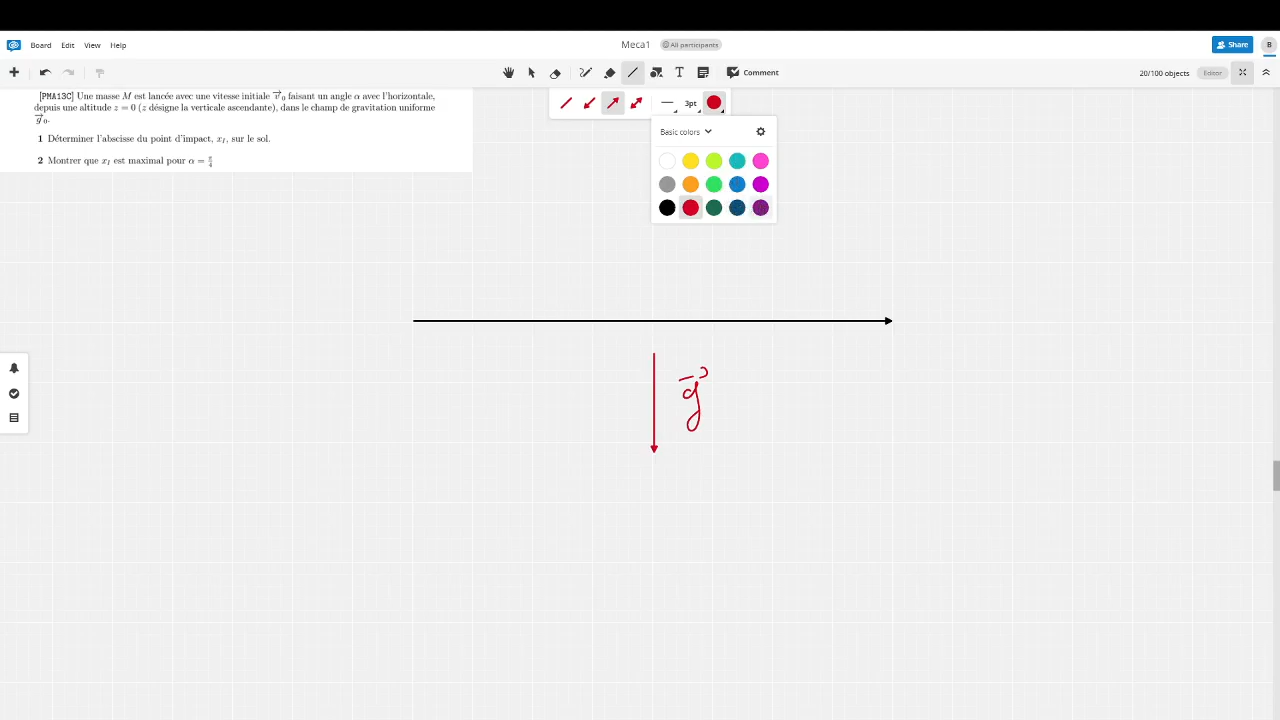 Board Edit View Help
Meca1 All participants
Share B
Comment
20/100 objects Editor
[PMA13C] Une masse M est lancée avec une vitesse initiale v⃗₀ faisant un angle α avec l'horizontale,
depuis une altitude z = 0 (z désigne la verticale ascendante), dans le champ de gravitation uniforme
g⃗₀.
1 Déterminer l'abscisse du point d'impact, x_I, sur le sol.
2 Montrer que x_I est maximal pour α = π/4
3pt
Basic colors
g⃗